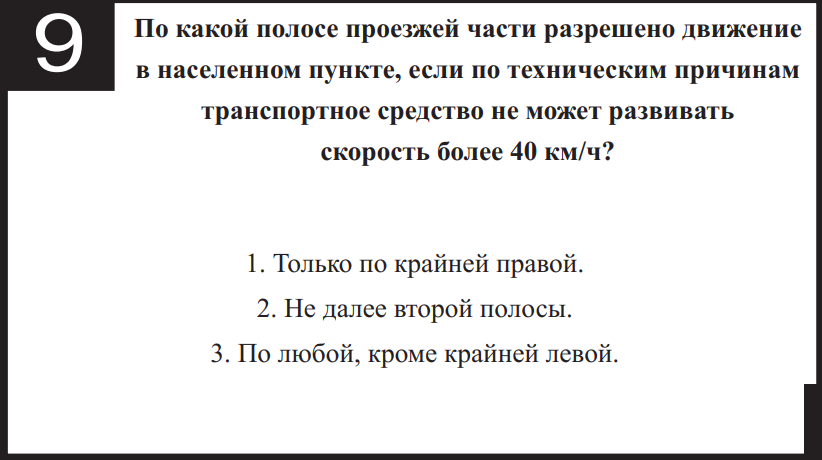 9
По какой полосе проезжей части разрешено движение
в населенном пункте, если по техническим причинам
транспортное средство не может развивать
скорость более 40 км/ч?
1. Только по крайней правой.
2. Не далее второй полосы.
3. По любой, кроме крайней левой.